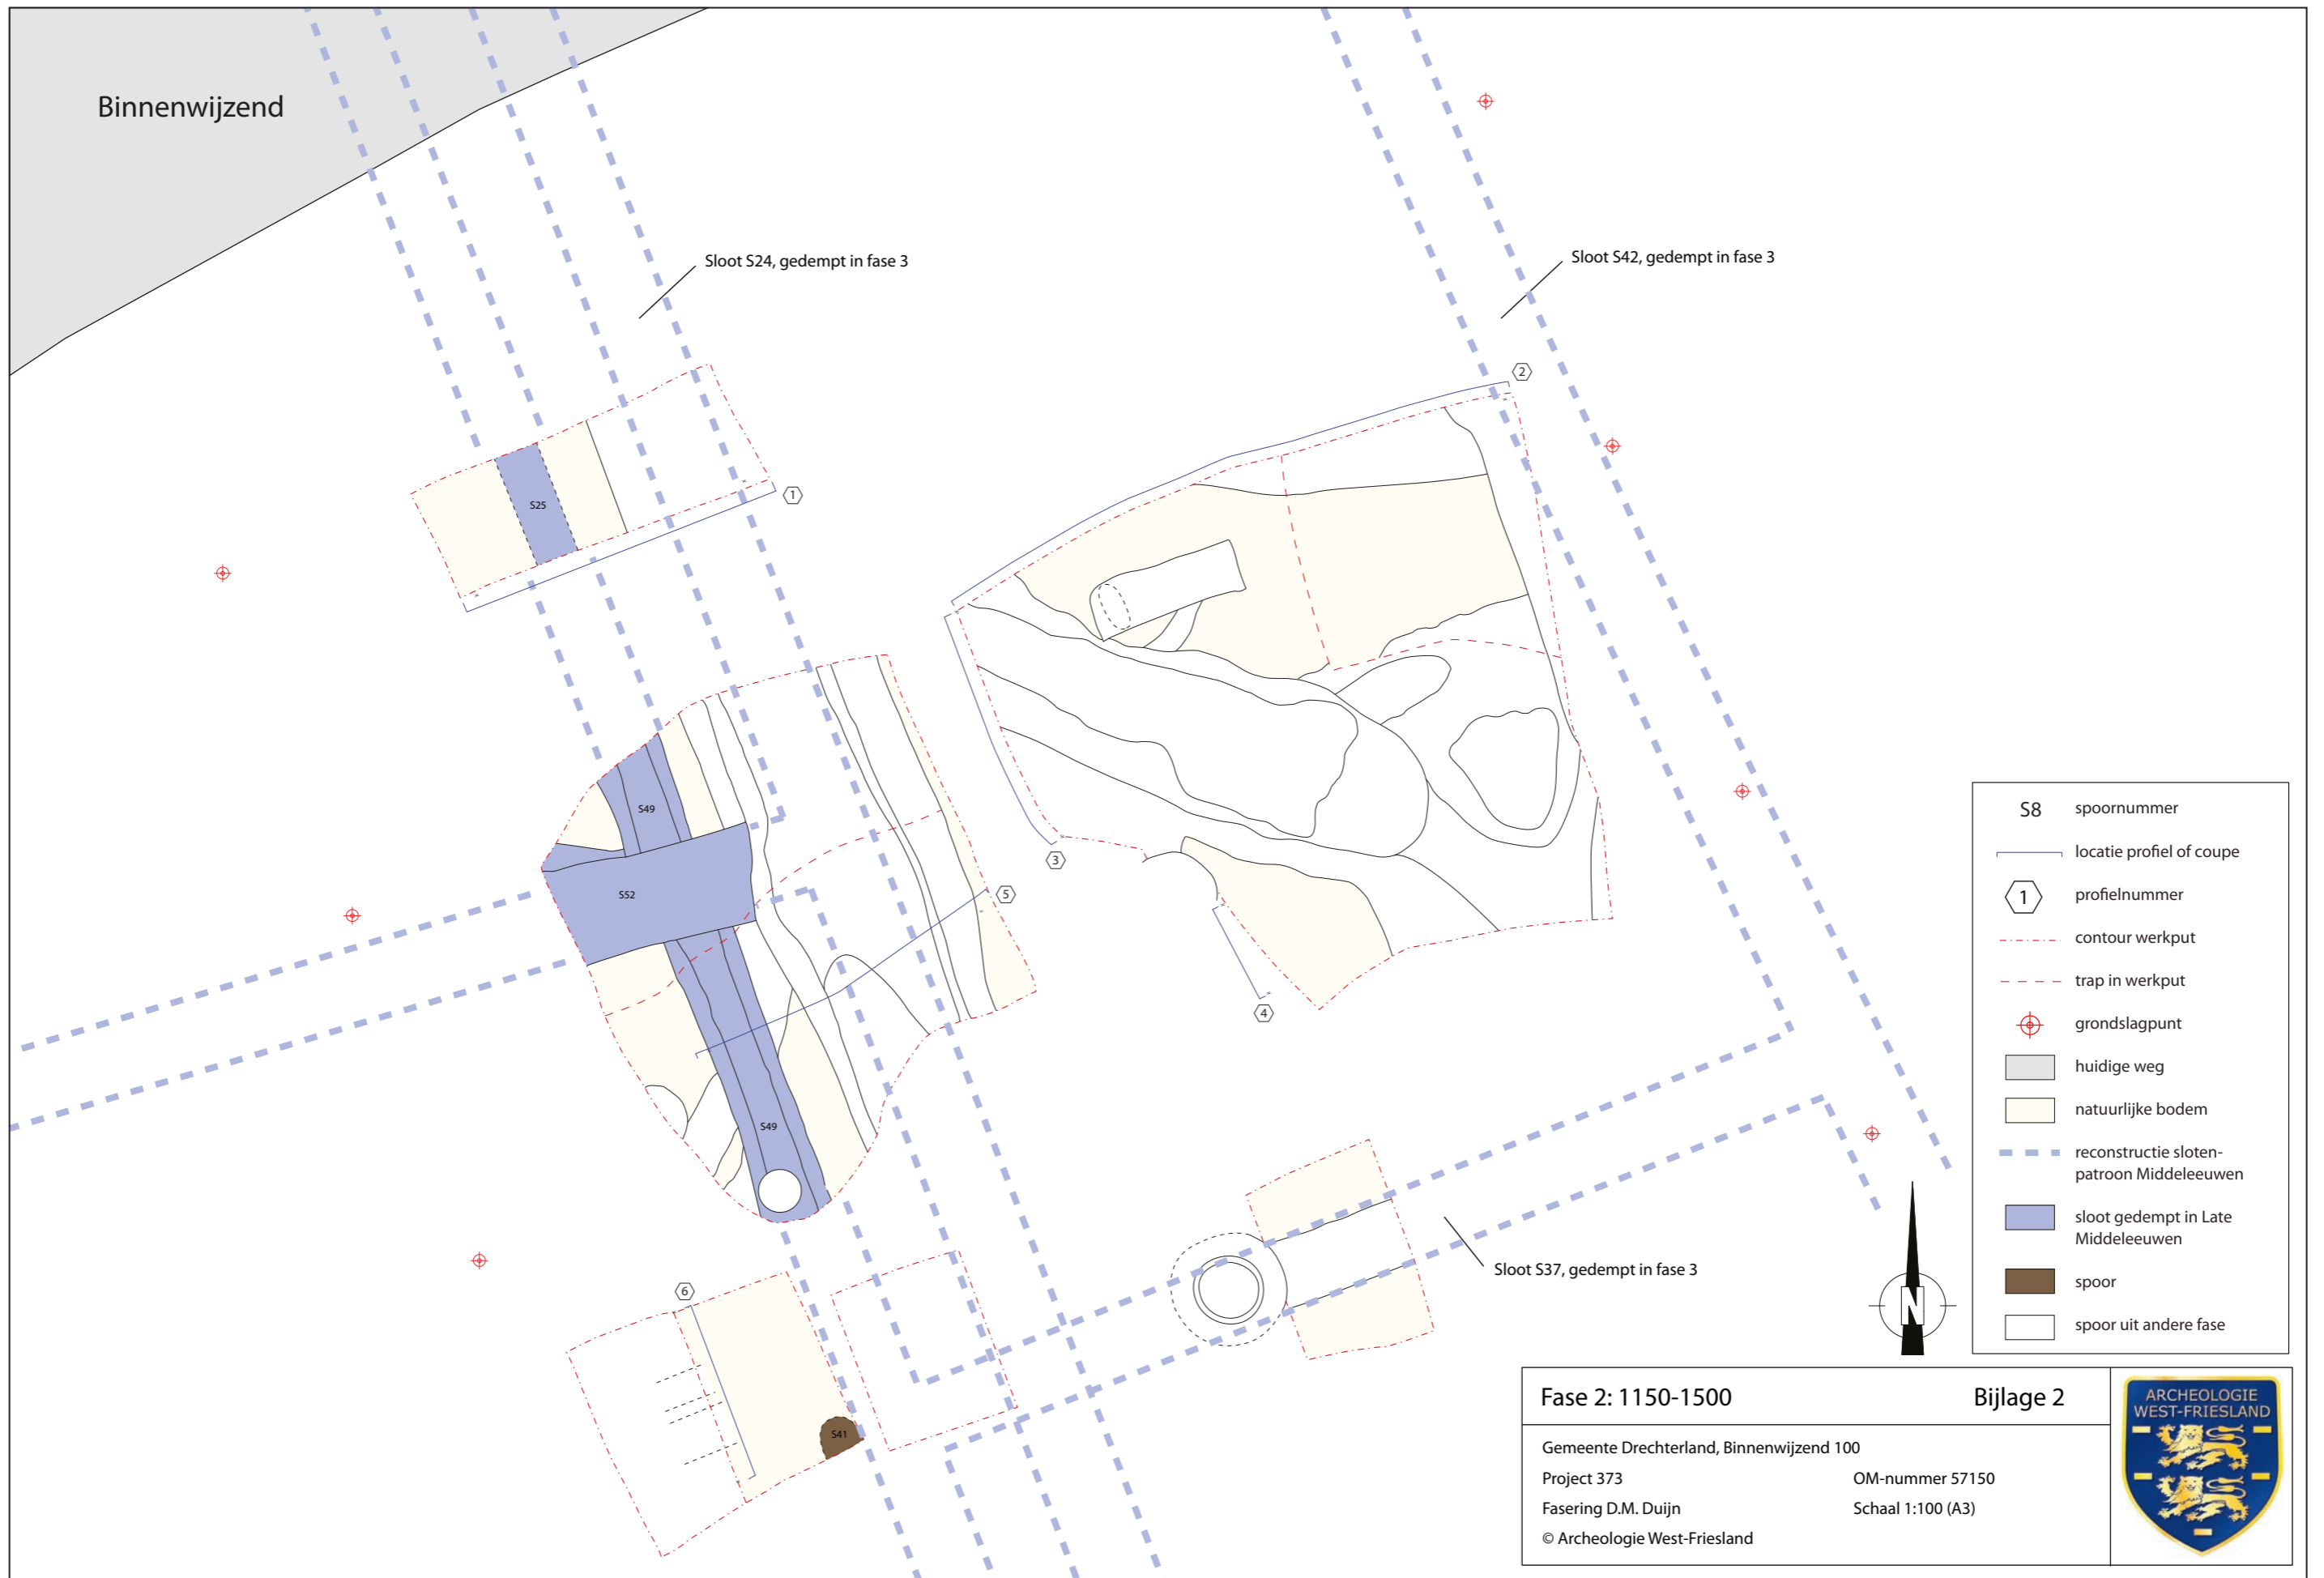 Binnenwijzend
Sloot S24, gedempt in fase 3
Sloot S42, gedempt in fase 3
2
1
S25
S49
S52
3
5
4
S49
6
S41
Sloot S37, gedempt in fase 3
S8 spoornummer
locatie profiel of coupe
1 profielnummer
contour werkput
trap in werkput
grondslagpunt
huidige weg
natuurlijke bodem
reconstructie sloten-
patroon Middeleeuwen
sloot gedempt in Late
Middeleeuwen
spoor
spoor uit andere fase
N
Fase 2: 1150-1500 Bijlage 2
Gemeente Drechterland, Binnenwijzend 100
Project 373 OM-nummer 57150
Fasering D.M. Duijn Schaal 1:100 (A3)
© Archeologie West-Friesland
ARCHEOLOGIE
WEST-FRIESLAND